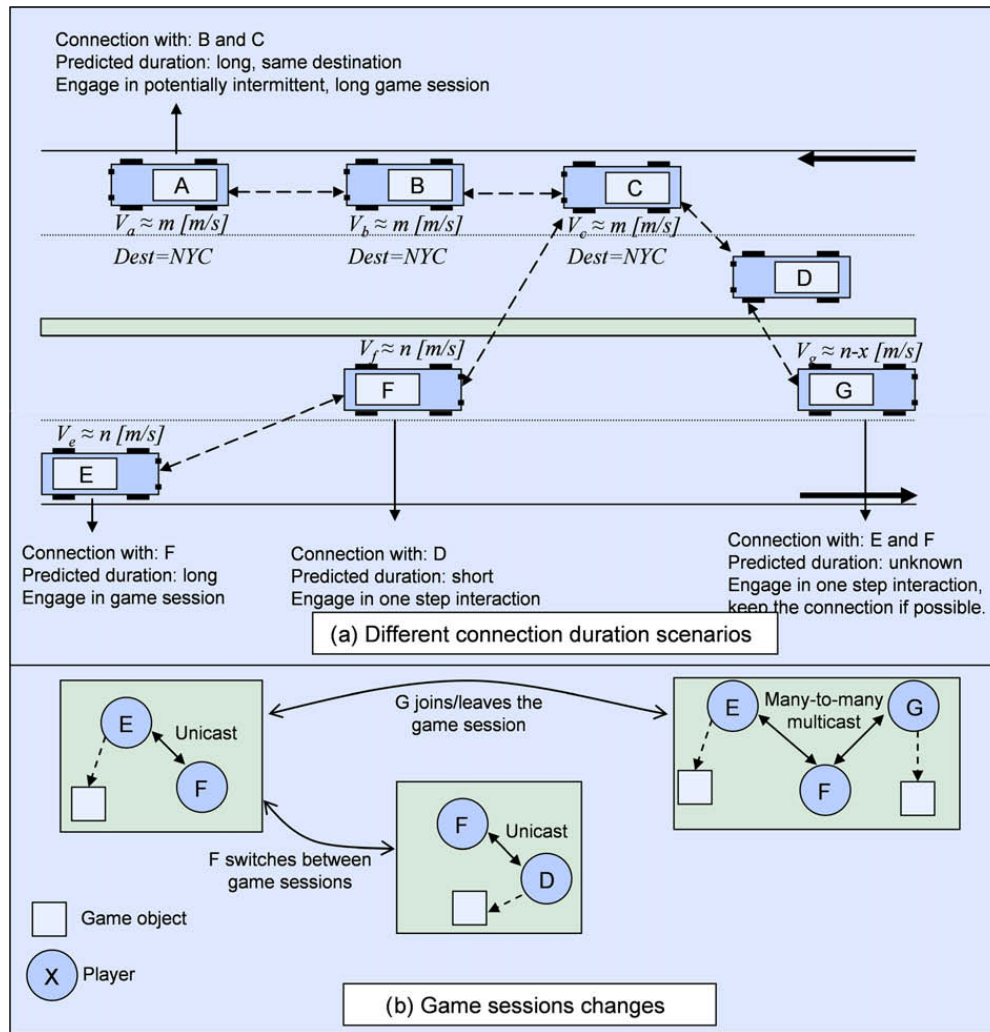 Connection with: B and C
Predicted duration: long, same destination
Engage in potentially intermittent, long game session
A
B
C
V_a ≈ m [m/s]
V_b ≈ m [m/s]
V_c ≈ m [m/s]
Dest=NYC
Dest=NYC
Dest=NYC
D
V_f ≈ n [m/s]
V_g ≈ n-x [m/s]
F
G
V_e ≈ n [m/s]
E
Connection with: F
Predicted duration: long
Engage in game session
Connection with: D
Predicted duration: short
Engage in one step interaction
Connection with: E and F
Predicted duration: unknown
Engage in one step interaction,
keep the connection if possible.
(a) Different connection duration scenarios
E
Unicast
F
G joins/leaves the
game session
E
Many-to-many
multicast
G
F
F
Unicast
D
F switches between
game sessions
Game object
X
Player
(b) Game sessions changes